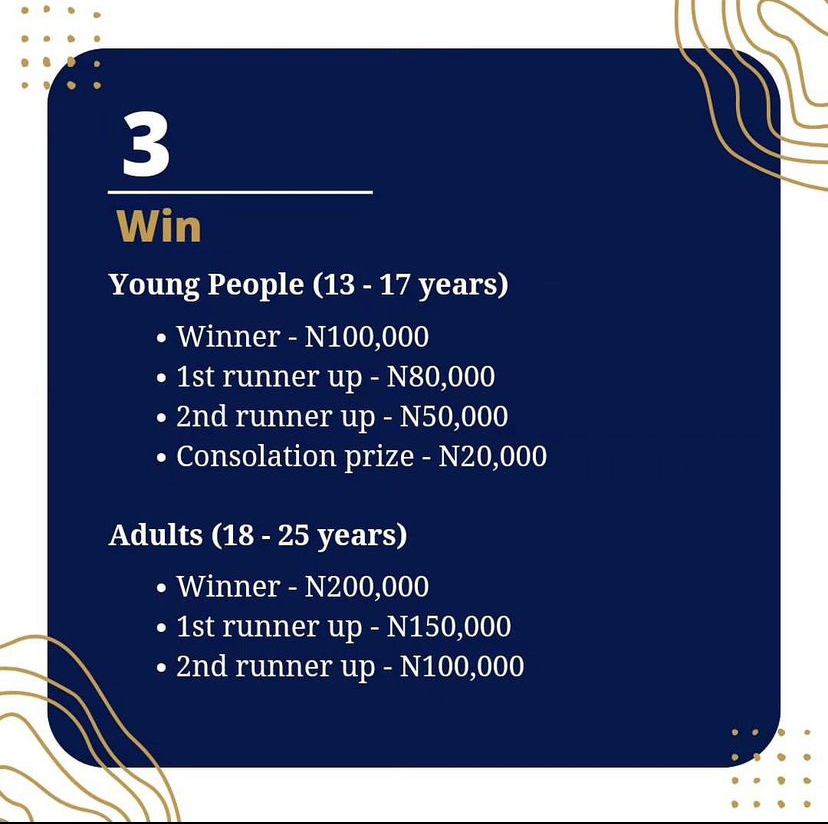 3
Win
Young People (13 - 17 years)
• Winner - N100,000
• 1st runner up - N80,000
• 2nd runner up - N50,000
• Consolation prize - N20,000
Adults (18 - 25 years)
• Winner - N200,000
• 1st runner up - N150,000
• 2nd runner up - N100,000